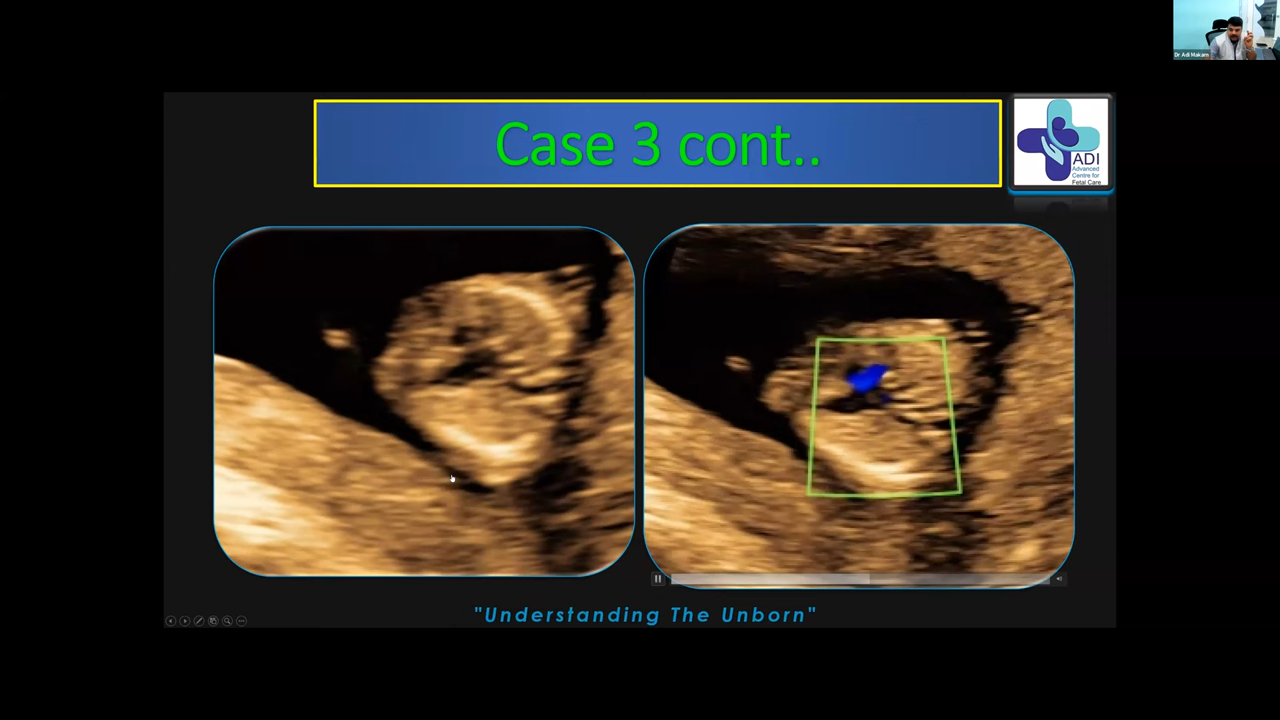 Dr Adi Makam
Case 3 cont..
ADI
Advanced
Centre for
Fetal Care
"Understanding The Unborn"